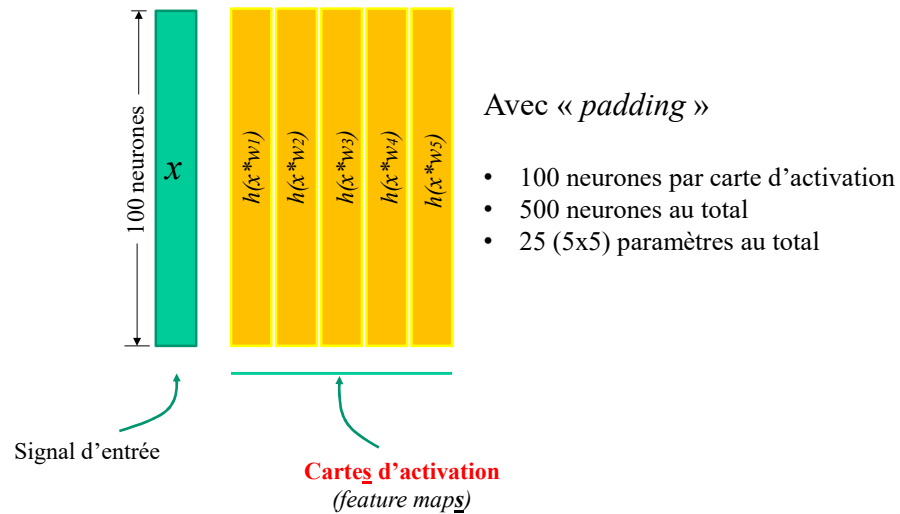 100 neurones
x
h(x*w1)
h(x*w2)
h(x*w3)
h(x*w4)
h(x*w5)
Avec « padding »
• 100 neurones par carte d’activation
• 500 neurones au total
• 25 (5x5) paramètres au total
Signal d’entrée
Cartes d’activation
(feature maps)